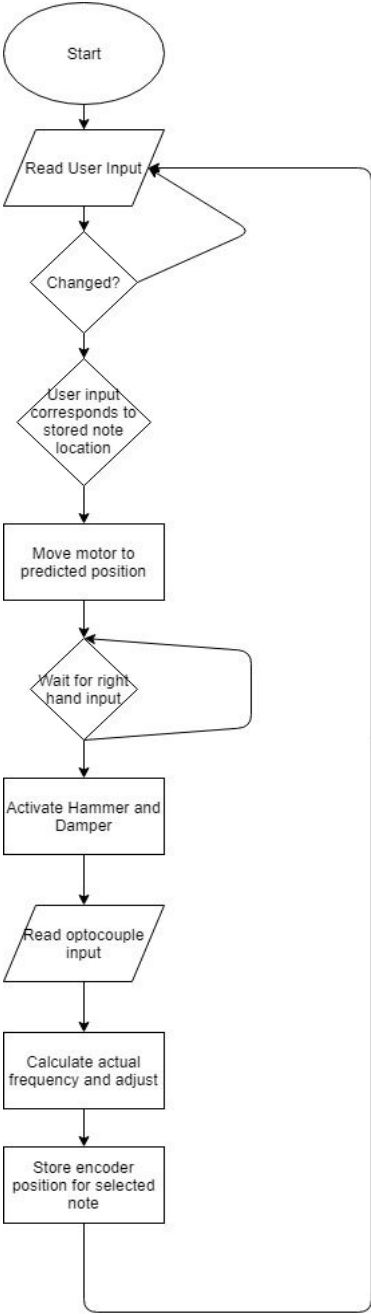 Start
Read User Input
Changed?
User input
corresponds to
stored note
location
Move motor to
predicted position
Wait for right
hand input
Activate Hammer and
Damper
Read optocouple
input
Calculate actual
frequency and adjust
Store encoder
position for selected
note